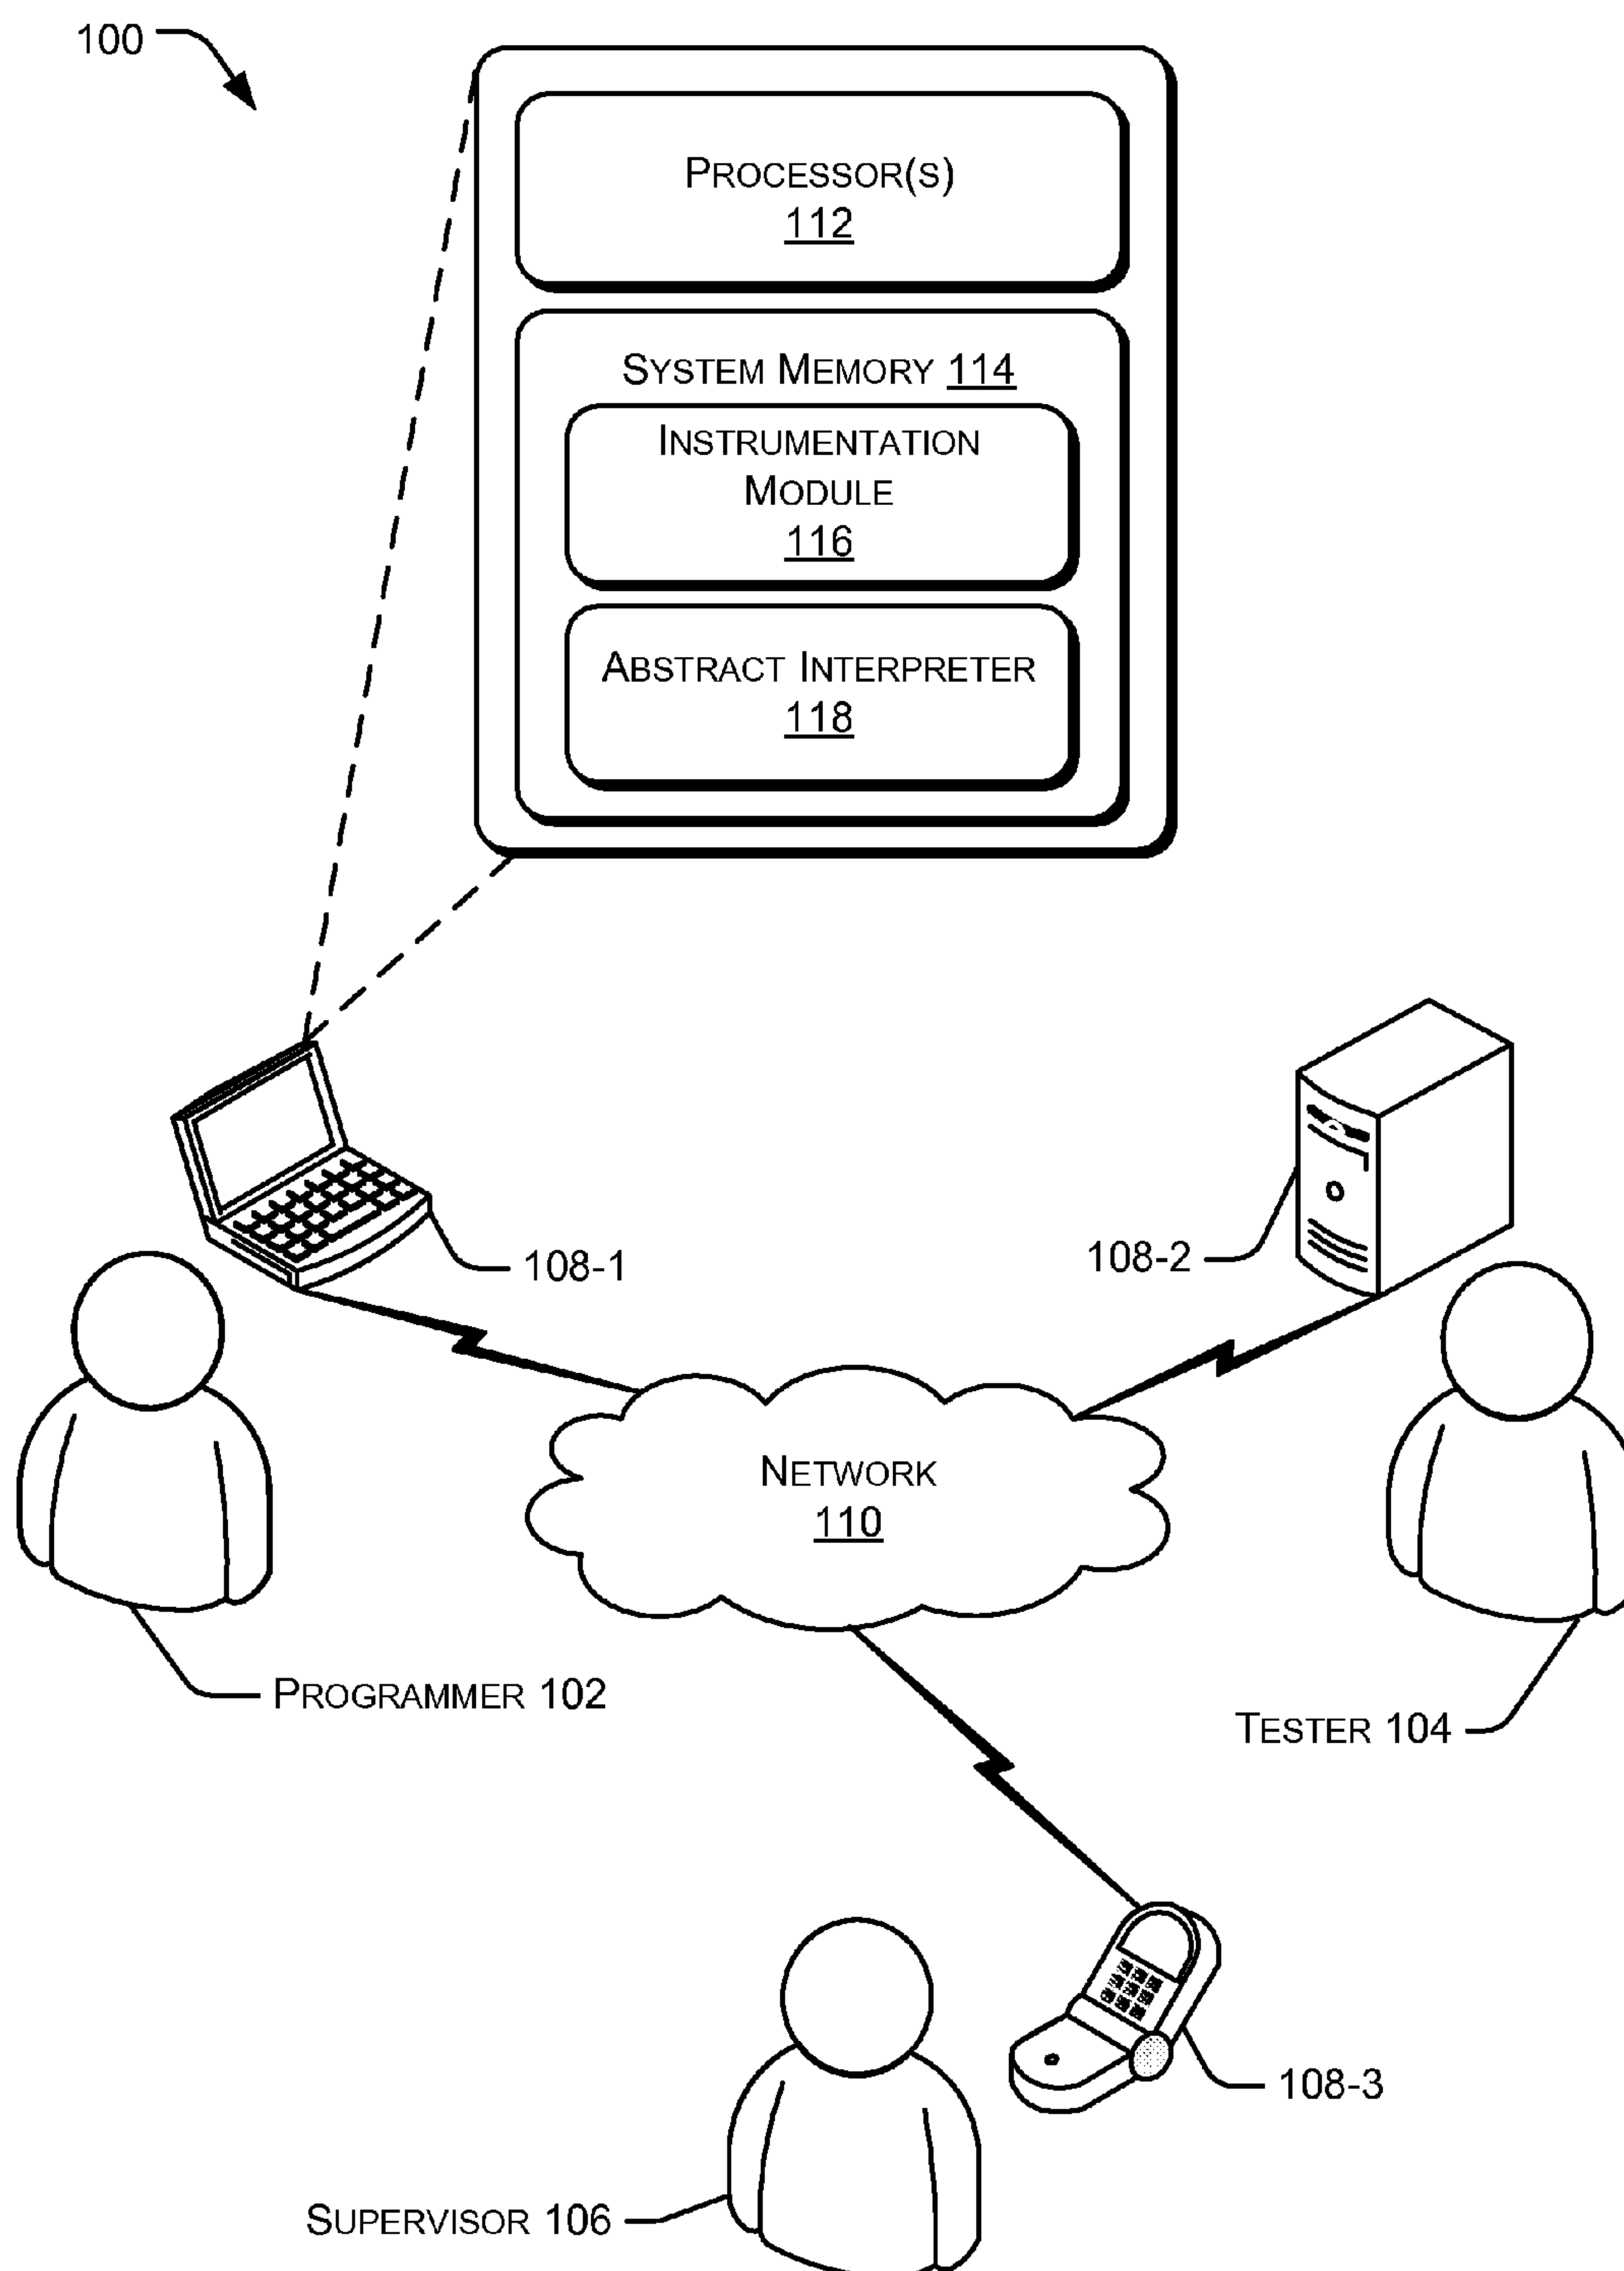 100
PROCESSOR(S)
112
SYSTEM MEMORY 114
INSTRUMENTATION
MODULE
116
ABSTRACT INTERPRETER
118
108-1
108-2
NETWORK
110
PROGRAMMER 102
TESTER 104
108-3
SUPERVISOR 106